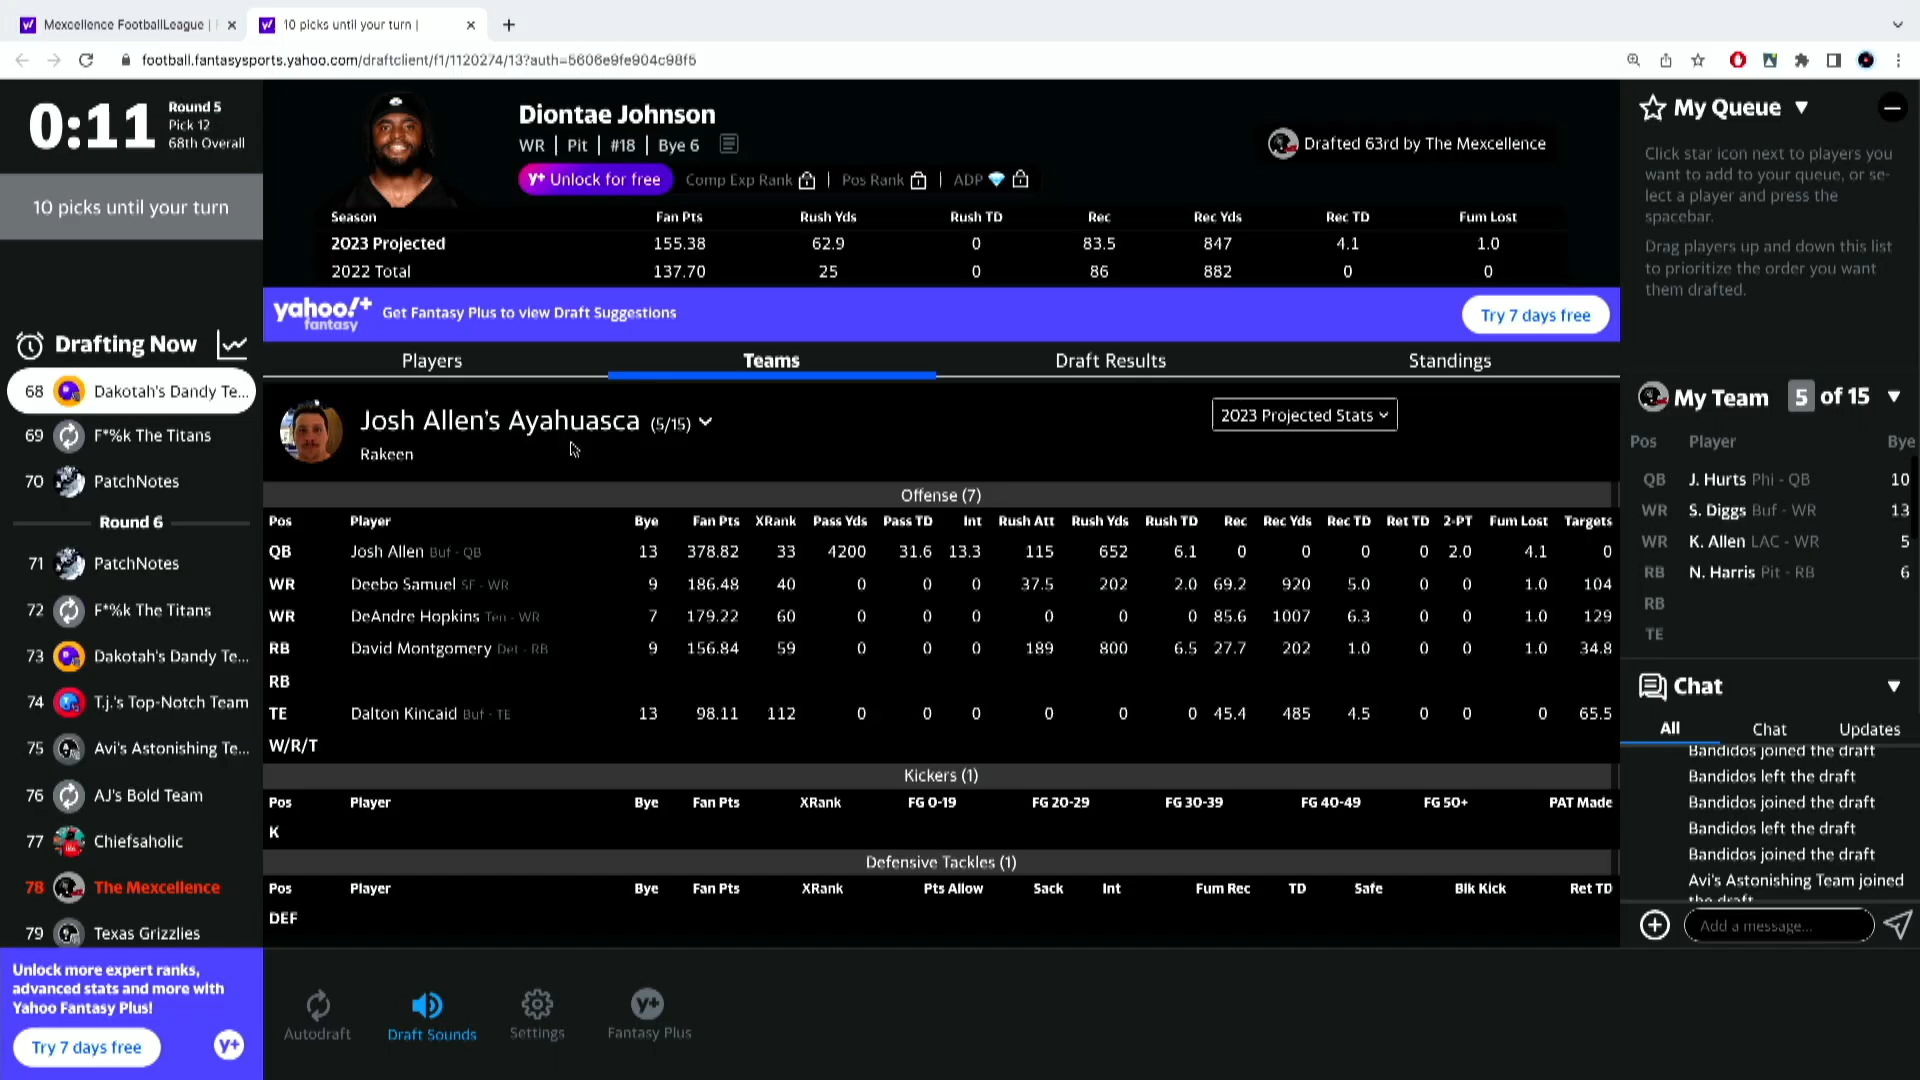 Mexcellence FootballLeague |
10 picks until your turn |
football.fantasysports.yahoo.com/draftclient/f1/1120274/13?auth=5606e9fe904c98f5
0:11
Round 5
Pick 12
68th Overall
10 picks until your turn
Drafting Now
68 Dakotah's Dandy Te...
69 F*%k The Titans
70 PatchNotes
Round 6
71 PatchNotes
72 F*%k The Titans
73 Dakotah's Dandy Te...
74 T.j.'s Top-Notch Team
75 Avi's Astonishing Te...
76 AJ's Bold Team
77 Chiefsaholic
78 The Mexcellence
79 Texas Grizzlies
Unlock more expert ranks,
advanced stats and more with
Yahoo Fantasy Plus!
Try 7 days free y+
Diontae Johnson
WR | Pit | #18 | Bye 6
y+ Unlock for free Comp Exp Rank | Pos Rank | ADP
Drafted 63rd by The Mexcellence
Season Fan Pts Rush Yds Rush TD Rec Rec Yds Rec TD Fum Lost
2023 Projected 155.38 62.9 0 83.5 847 4.1 1.0
2022 Total 137.70 25 0 86 882 0 0
yahoo!+
fantasy
Get Fantasy Plus to view Draft Suggestions
Try 7 days free
Players Teams Draft Results Standings
Josh Allen's Ayahuasca (5/15)
Rakeen
2023 Projected Stats
Offense (7)
Pos Player Bye Fan Pts XRank Pass Yds Pass TD Int Rush Att Rush Yds Rush TD Rec Rec Yds Rec TD Ret TD 2-PT Fum Lost Targets
QB Josh Allen Buf - QB 13 378.82 33 4200 31.6 13.3 115 652 6.1 0 0 0 0 2.0 4.1 0
WR Deebo Samuel SF - WR 9 186.48 40 0 0 0 37.5 202 2.0 69.2 920 5.0 0 0 1.0 104
WR DeAndre Hopkins Ten - WR 7 179.22 60 0 0 0 0 0 0 85.6 1007 6.3 0 0 1.0 129
RB David Montgomery Det - RB 9 156.84 59 0 0 0 189 800 6.5 27.7 202 1.0 0 0 1.0 34.8
RB
TE Dalton Kincaid Buf - TE 13 98.11 112 0 0 0 0 0 0 45.4 485 4.5 0 0 0 65.5
W/R/T
Kickers (1)
Pos Player Bye Fan Pts XRank FG 0-19 FG 20-29 FG 30-39 FG 40-49 FG 50+ PAT Made
K
Defensive Tackles (1)
Pos Player Bye Fan Pts XRank Pts Allow Sack Int Fum Rec TD Safe Blk Kick Ret TD
DEF
Autodraft Draft Sounds Settings Fantasy Plus
y+
My Queue
Click star icon next to players you
want to add to your queue, or se-
lect a player and press the
spacebar.
Drag players up and down this list
to prioritize the order you want
them drafted.
My Team 5 of 15
Pos Player Bye
QB J. Hurts Phi - QB 10
WR S. Diggs Buf - WR 13
WR K. Allen LAC - WR 5
RB N. Harris Pit - RB 6
RB
TE
Chat
All Chat Updates
Bandidos joined the draft
Bandidos left the draft
Bandidos joined the draft
Bandidos left the draft
Bandidos joined the draft
Avi's Astonishing Team joined
the draft
Add a message...